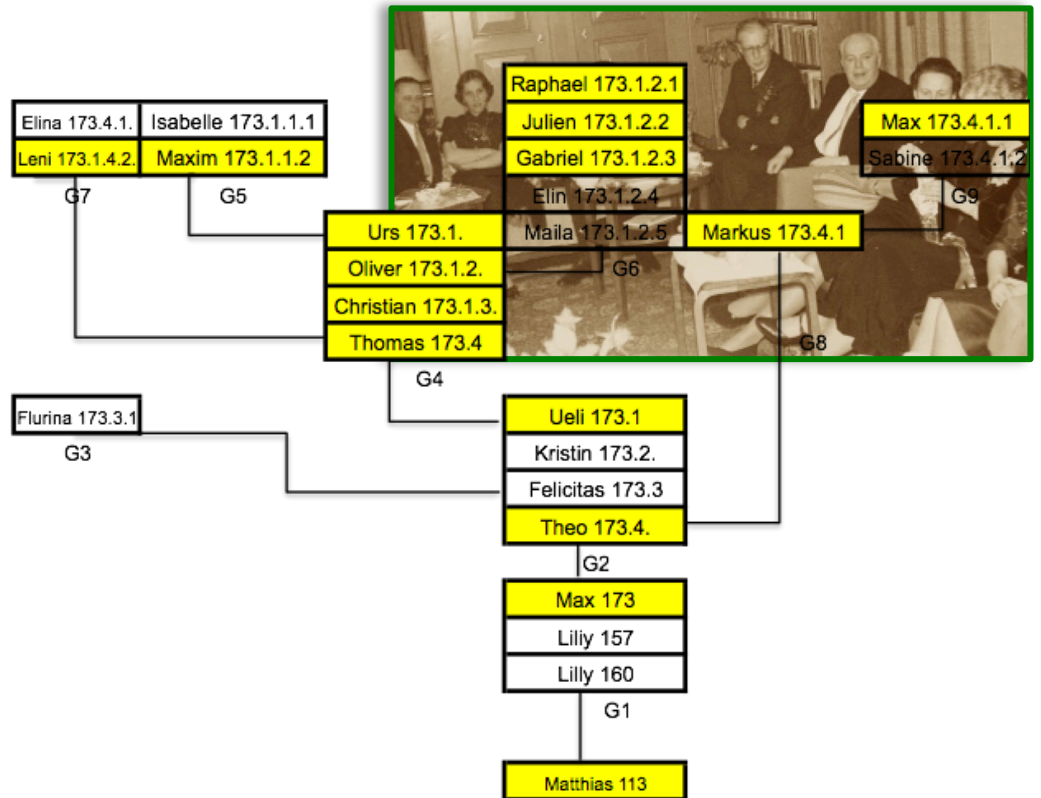 Raphael 173.1.2.1
Elina 173.4.1. Isabelle 173.1.1.1
Julien 173.1.2.2
Max 173.4.1.1
Leni 173.1.4.2. Maxim 173.1.1.2
Gabriel 173.1.2.3
Sabine 173.4.1.2
G7
G5
Elin 173.1.2.4
G9
Urs 173.1.
Maila 173.1.2.5
Markus 173.4.1
Oliver 173.1.2.
G6
Christian 173.1.3.
Thomas 173.4
G8
G4
Flurina 173.3.1
Ueli 173.1
G3
Kristin 173.2.
Felicitas 173.3
Theo 173.4.
G2
Max 173
Liliy 157
Lilly 160
G1
Matthias 113